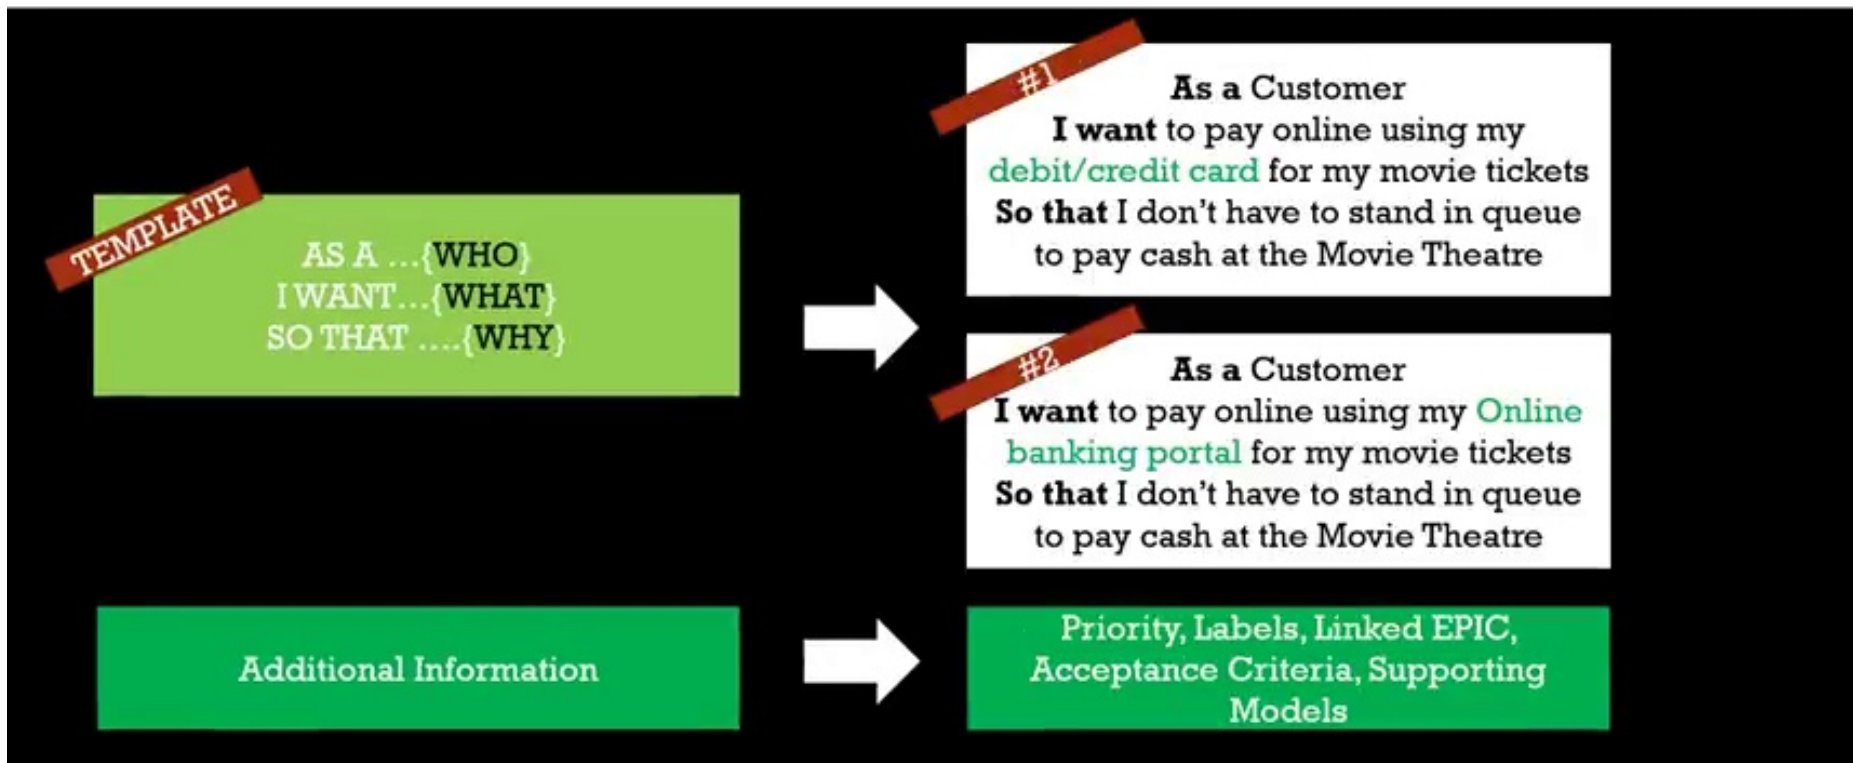 TEMPLATE
AS A ...{WHO}
I WANT...{WHAT}
SO THAT ....{WHY}
#1
As a Customer
I want to pay online using my
debit/credit card for my movie tickets
So that I don't have to stand in queue
to pay cash at the Movie Theatre
#2
As a Customer
I want to pay online using my Online
banking portal for my movie tickets
So that I don't have to stand in queue
to pay cash at the Movie Theatre
Additional Information
Priority, Labels, Linked EPIC,
Acceptance Criteria, Supporting
Models